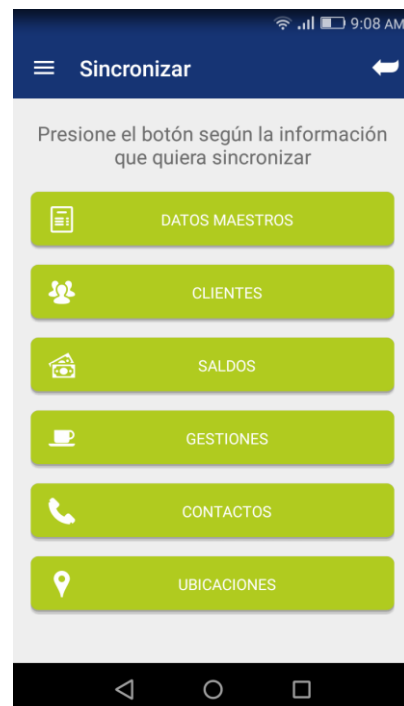 9:08 AM
Sincronizar
Presione el botón según la información
que quiera sincronizar
DATOS MAESTROS
CLIENTES
SALDOS
GESTIONES
CONTACTOS
UBICACIONES